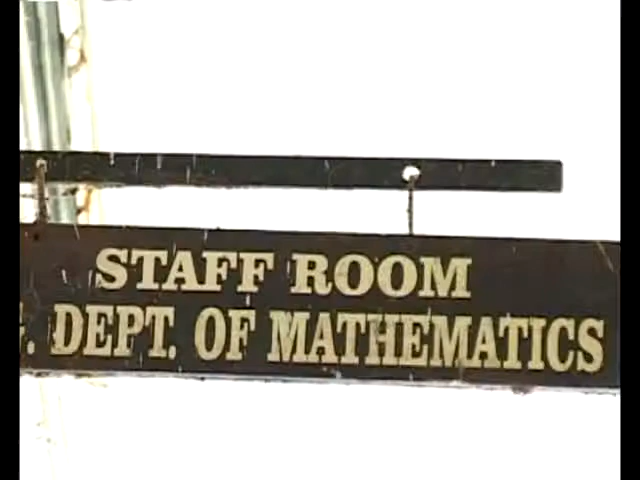 STAFF ROOM
. DEPT. OF MATHEMATICS